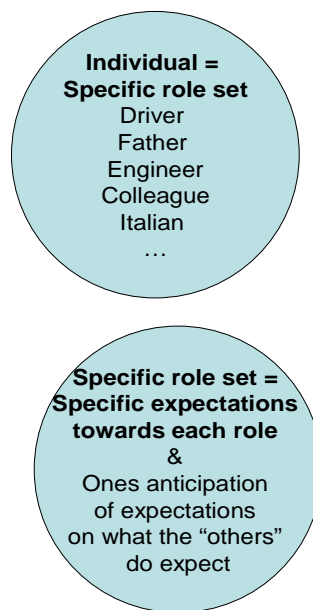 Individual =
Specific role set
Driver
Father
Engineer
Colleague
Italian
…
Specific role set =
Specific expectations
towards each role
&
Ones anticipation
of expectations
on what the “others”
do expect